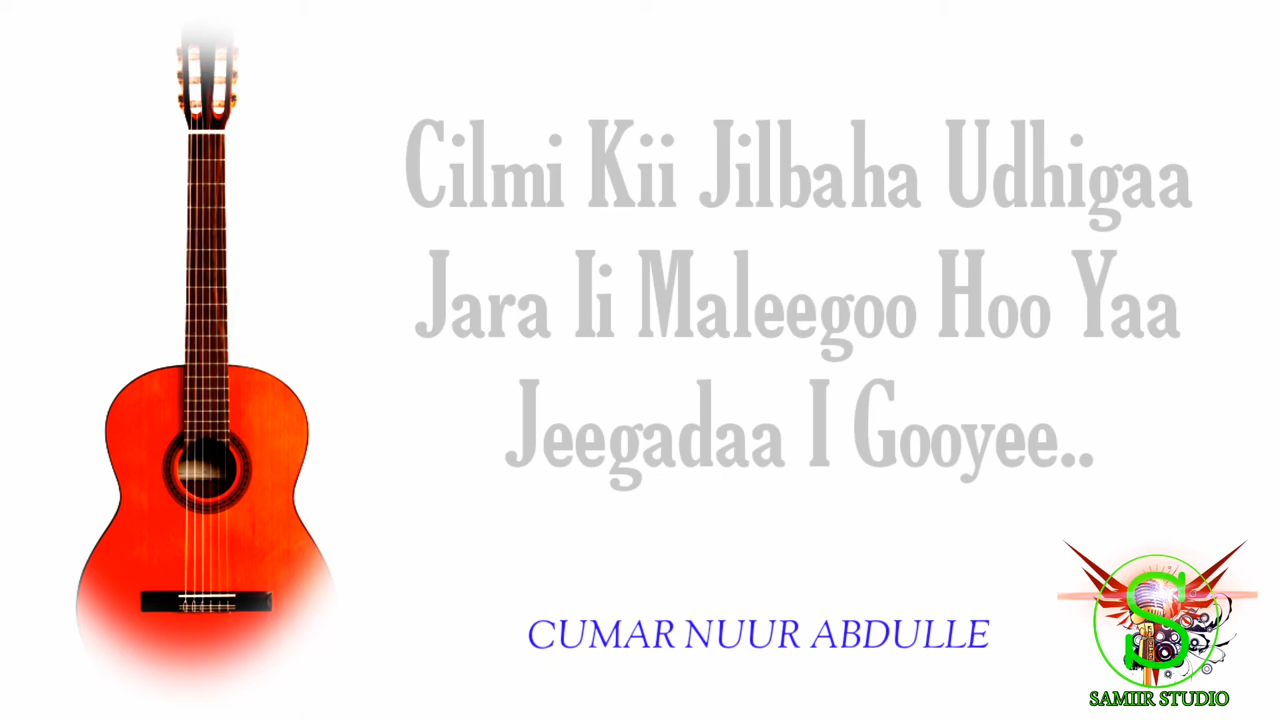 Cilmi Kii Jilbaha Udhigaa
Jara Ii Maleegoo Hoo Yaa
Jeegadaa I Gooyee..
CUMAR NUUR ABDULLE
S
SAMIIR STUDIO